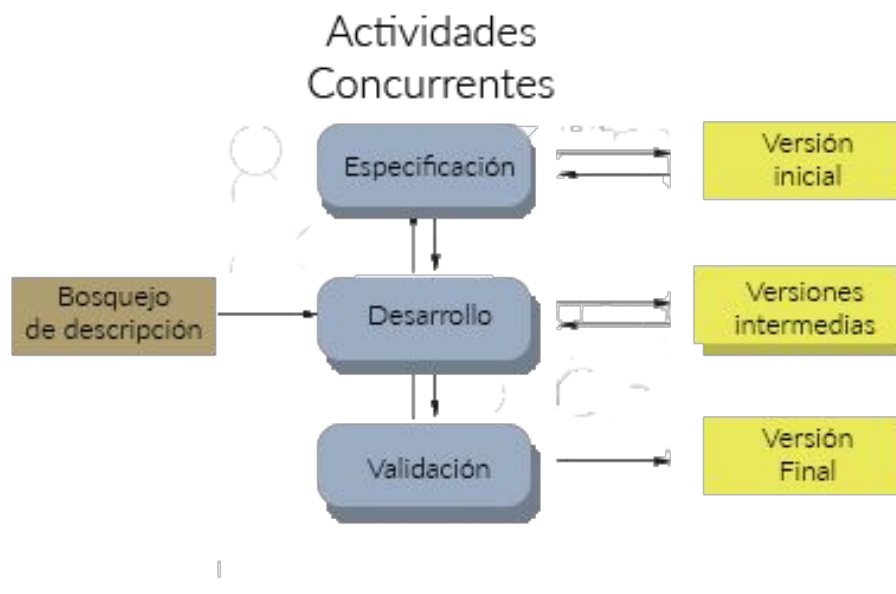 Actividades
Concurrentes
Especificación
Versión
inicial
Bosquejo
de descripción
Desarrollo
Versiones
intermedias
Validación
Versión
Final